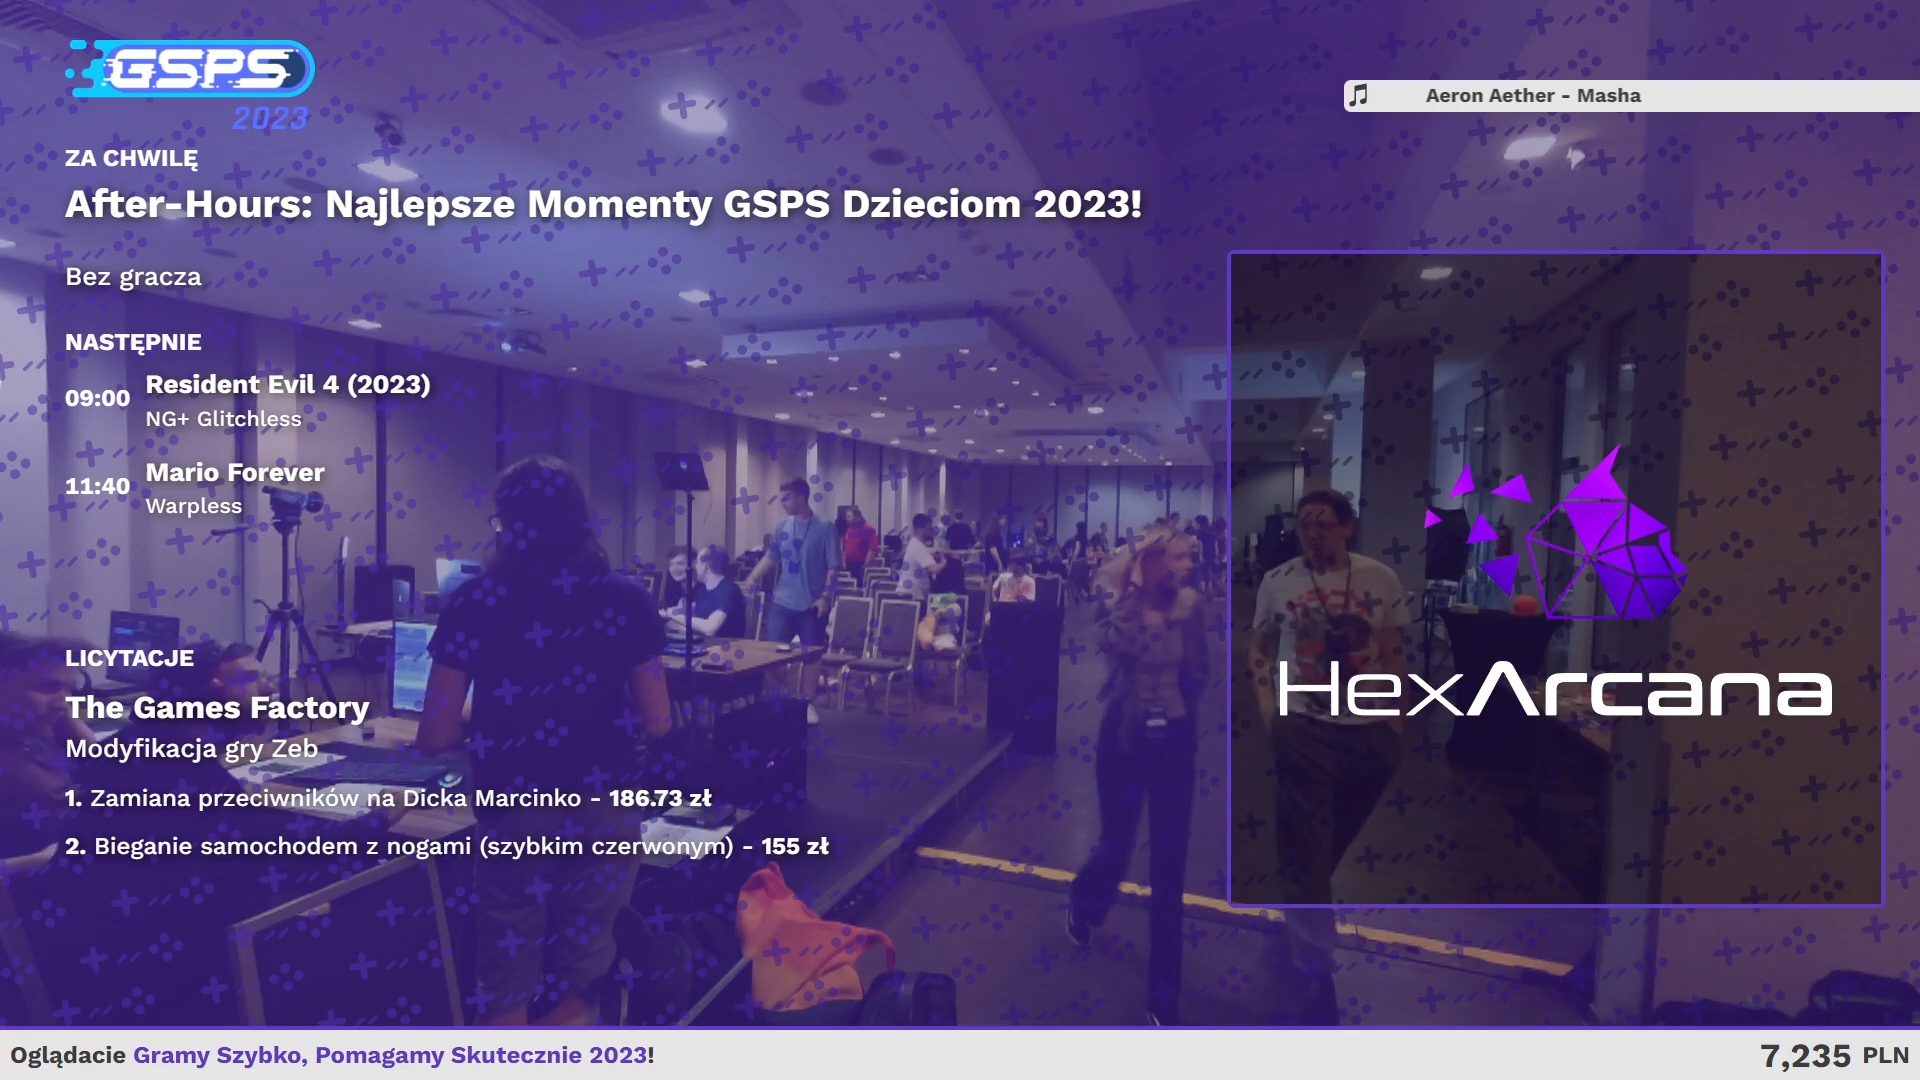 GSPS
2023
Aeron Aether - Masha
ZA CHWILĘ
After-Hours: Najlepsze Momenty GSPS Dzieciom 2023!
Bez gracza
NASTĘPNIE
09:00 Resident Evil 4 (2023)
NG+ Glitchless
11:40 Mario Forever
Warpless
HexArcana
LICYTACJE
The Games Factory
Modyfikacja gry Zeb
1. Zamiana przeciwników na Dicka Marcinko - 186.73 zł
2. Bieganie samochodem z nogami (szybkim czerwonym) - 155 zł
Oglądacie Gramy Szybko, Pomagamy Skutecznie 2023!
7,235 PLN